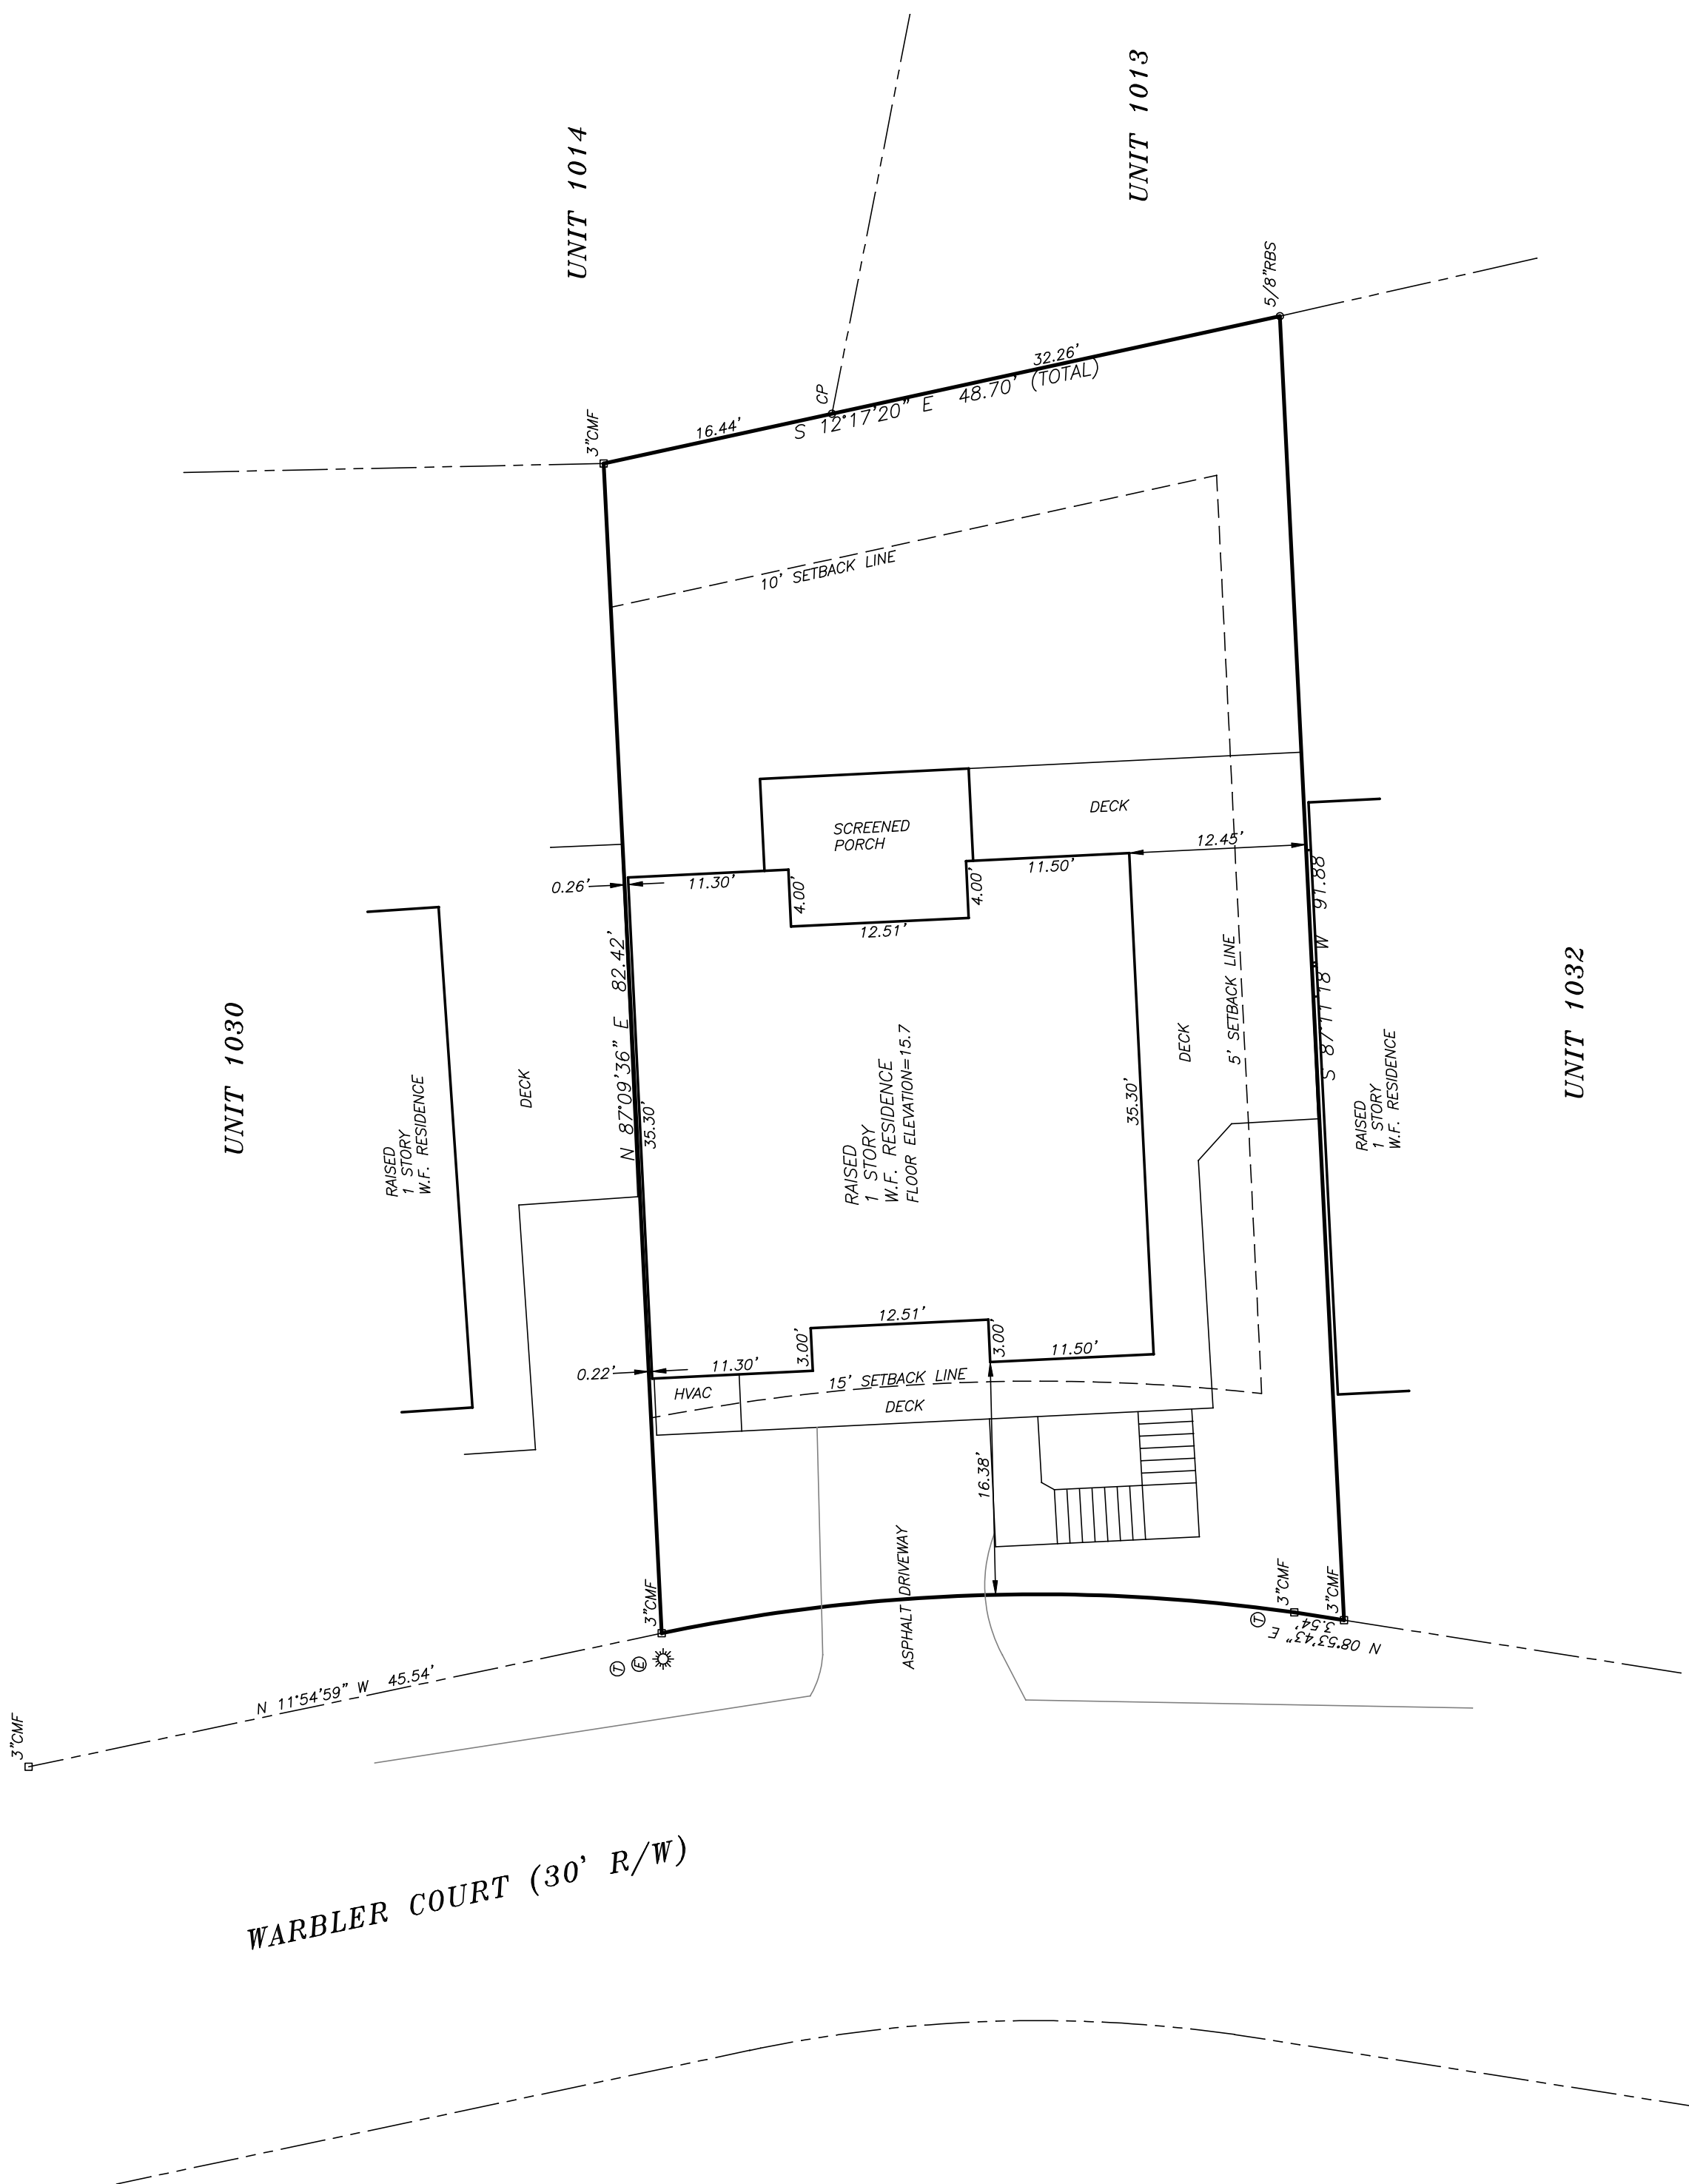 UNIT 1014
UNIT 1013
5/8"RBS
32.26'
S 12°17'20" E 48.70' (TOTAL)
CP
16.44'
3"CMF
10' SETBACK LINE
SCREENED
PORCH
DECK
12.45'
11.50'
0.26'
11.30'
4.00'
4.00'
12.51'
S 87°11'18 W 91.88
N 87°09'36" E 82.42'
35.30'
5' SETBACK LINE
DECK
35.30'
UNIT 1030
RAISED
1 STORY
W.F. RESIDENCE
DECK
RAISED
1 STORY
W.F. RESIDENCE
FLOOR ELEVATION=15.7
RAISED
1 STORY
W.F. RESIDENCE
UNIT 1032
12.51'
3.00'
3.00'
11.50'
0.22'
11.30'
15' SETBACK LINE
HVAC
DECK
16.38'
ASPHALT DRIVEWAY
3"CMF
3"CMF
3"CMF
T
3.54'
N 08°53'43" E
T
E
N 11°54'59" W 45.54'
3"CMF
WARBLER COURT (30' R/W)